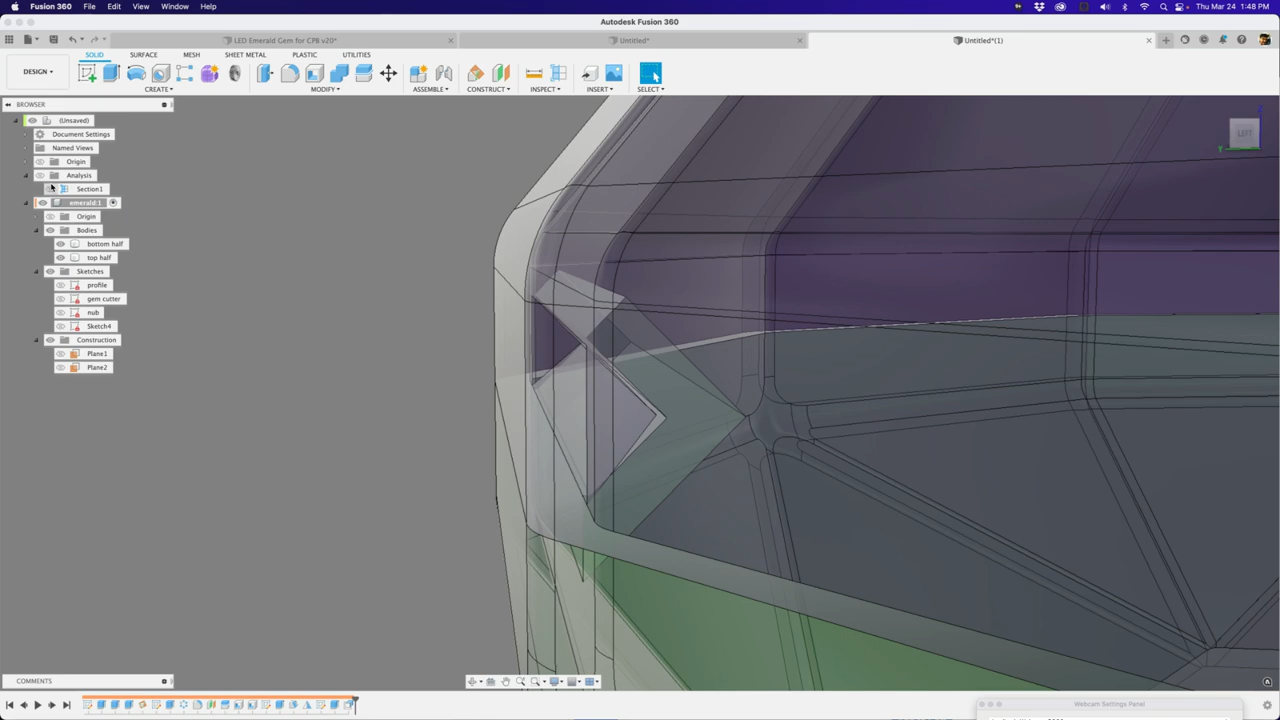 Fusion 360 File Edit View Window Help Thu Mar 24 1:48 PM
Autodesk Fusion 360
LED Emerald Gem for CPB v20* Untitled* Untitled*(1)
SOLID SURFACE MESH SHEET METAL PLASTIC UTILITIES
DESIGN
CREATE MODIFY ASSEMBLE CONSTRUCT INSPECT INSERT SELECT
BROWSER
(Unsaved)
Document Settings
Named Views
Origin
Analysis
Section1
emerald:1
Origin
Bodies
bottom half
top half
Sketches
profile
gem cutter
nub
Sketch4
Construction
Plane1
Plane2
LEFT
Z
Y
COMMENTS
Webcam Settings Panel